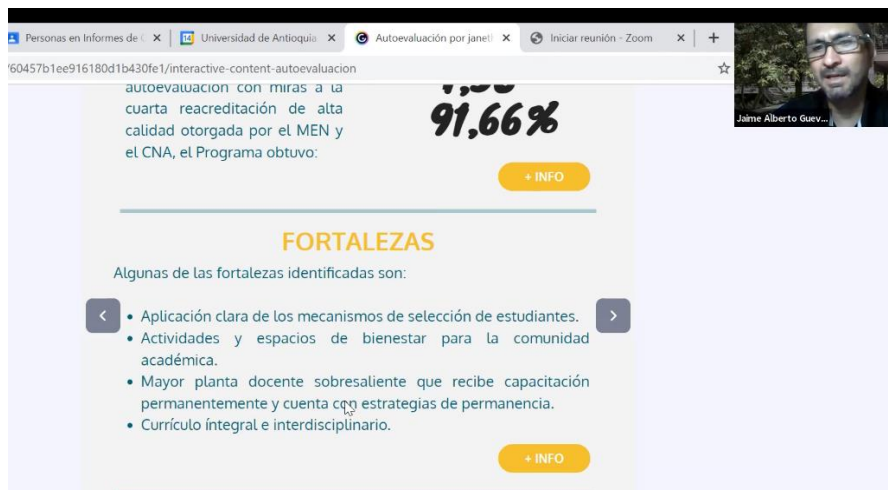 Personas en Informes de
Universidad de Antioquia
Autoevaluación por janet
Iniciar reunión - Zoom
/60457b1ee916180d1b430fe1/interactive-content-autoevaluacion
Jaime Alberto Guev...
autoevaluación con miras a la
cuarta reacreditación de alta
calidad otorgada por el MEN y
el CNA, el Programa obtuvo:
91,66%
+ INFO
FORTALEZAS
Algunas de las fortalezas identificadas son:
• Aplicación clara de los mecanismos de selección de estudiantes.
• Actividades y espacios de bienestar para la comunidad
académica.
• Mayor planta docente sobresaliente que recibe capacitación
permanentemente y cuenta con estrategias de permanencia.
• Currículo íntegral e interdisciplinario.
+ INFO